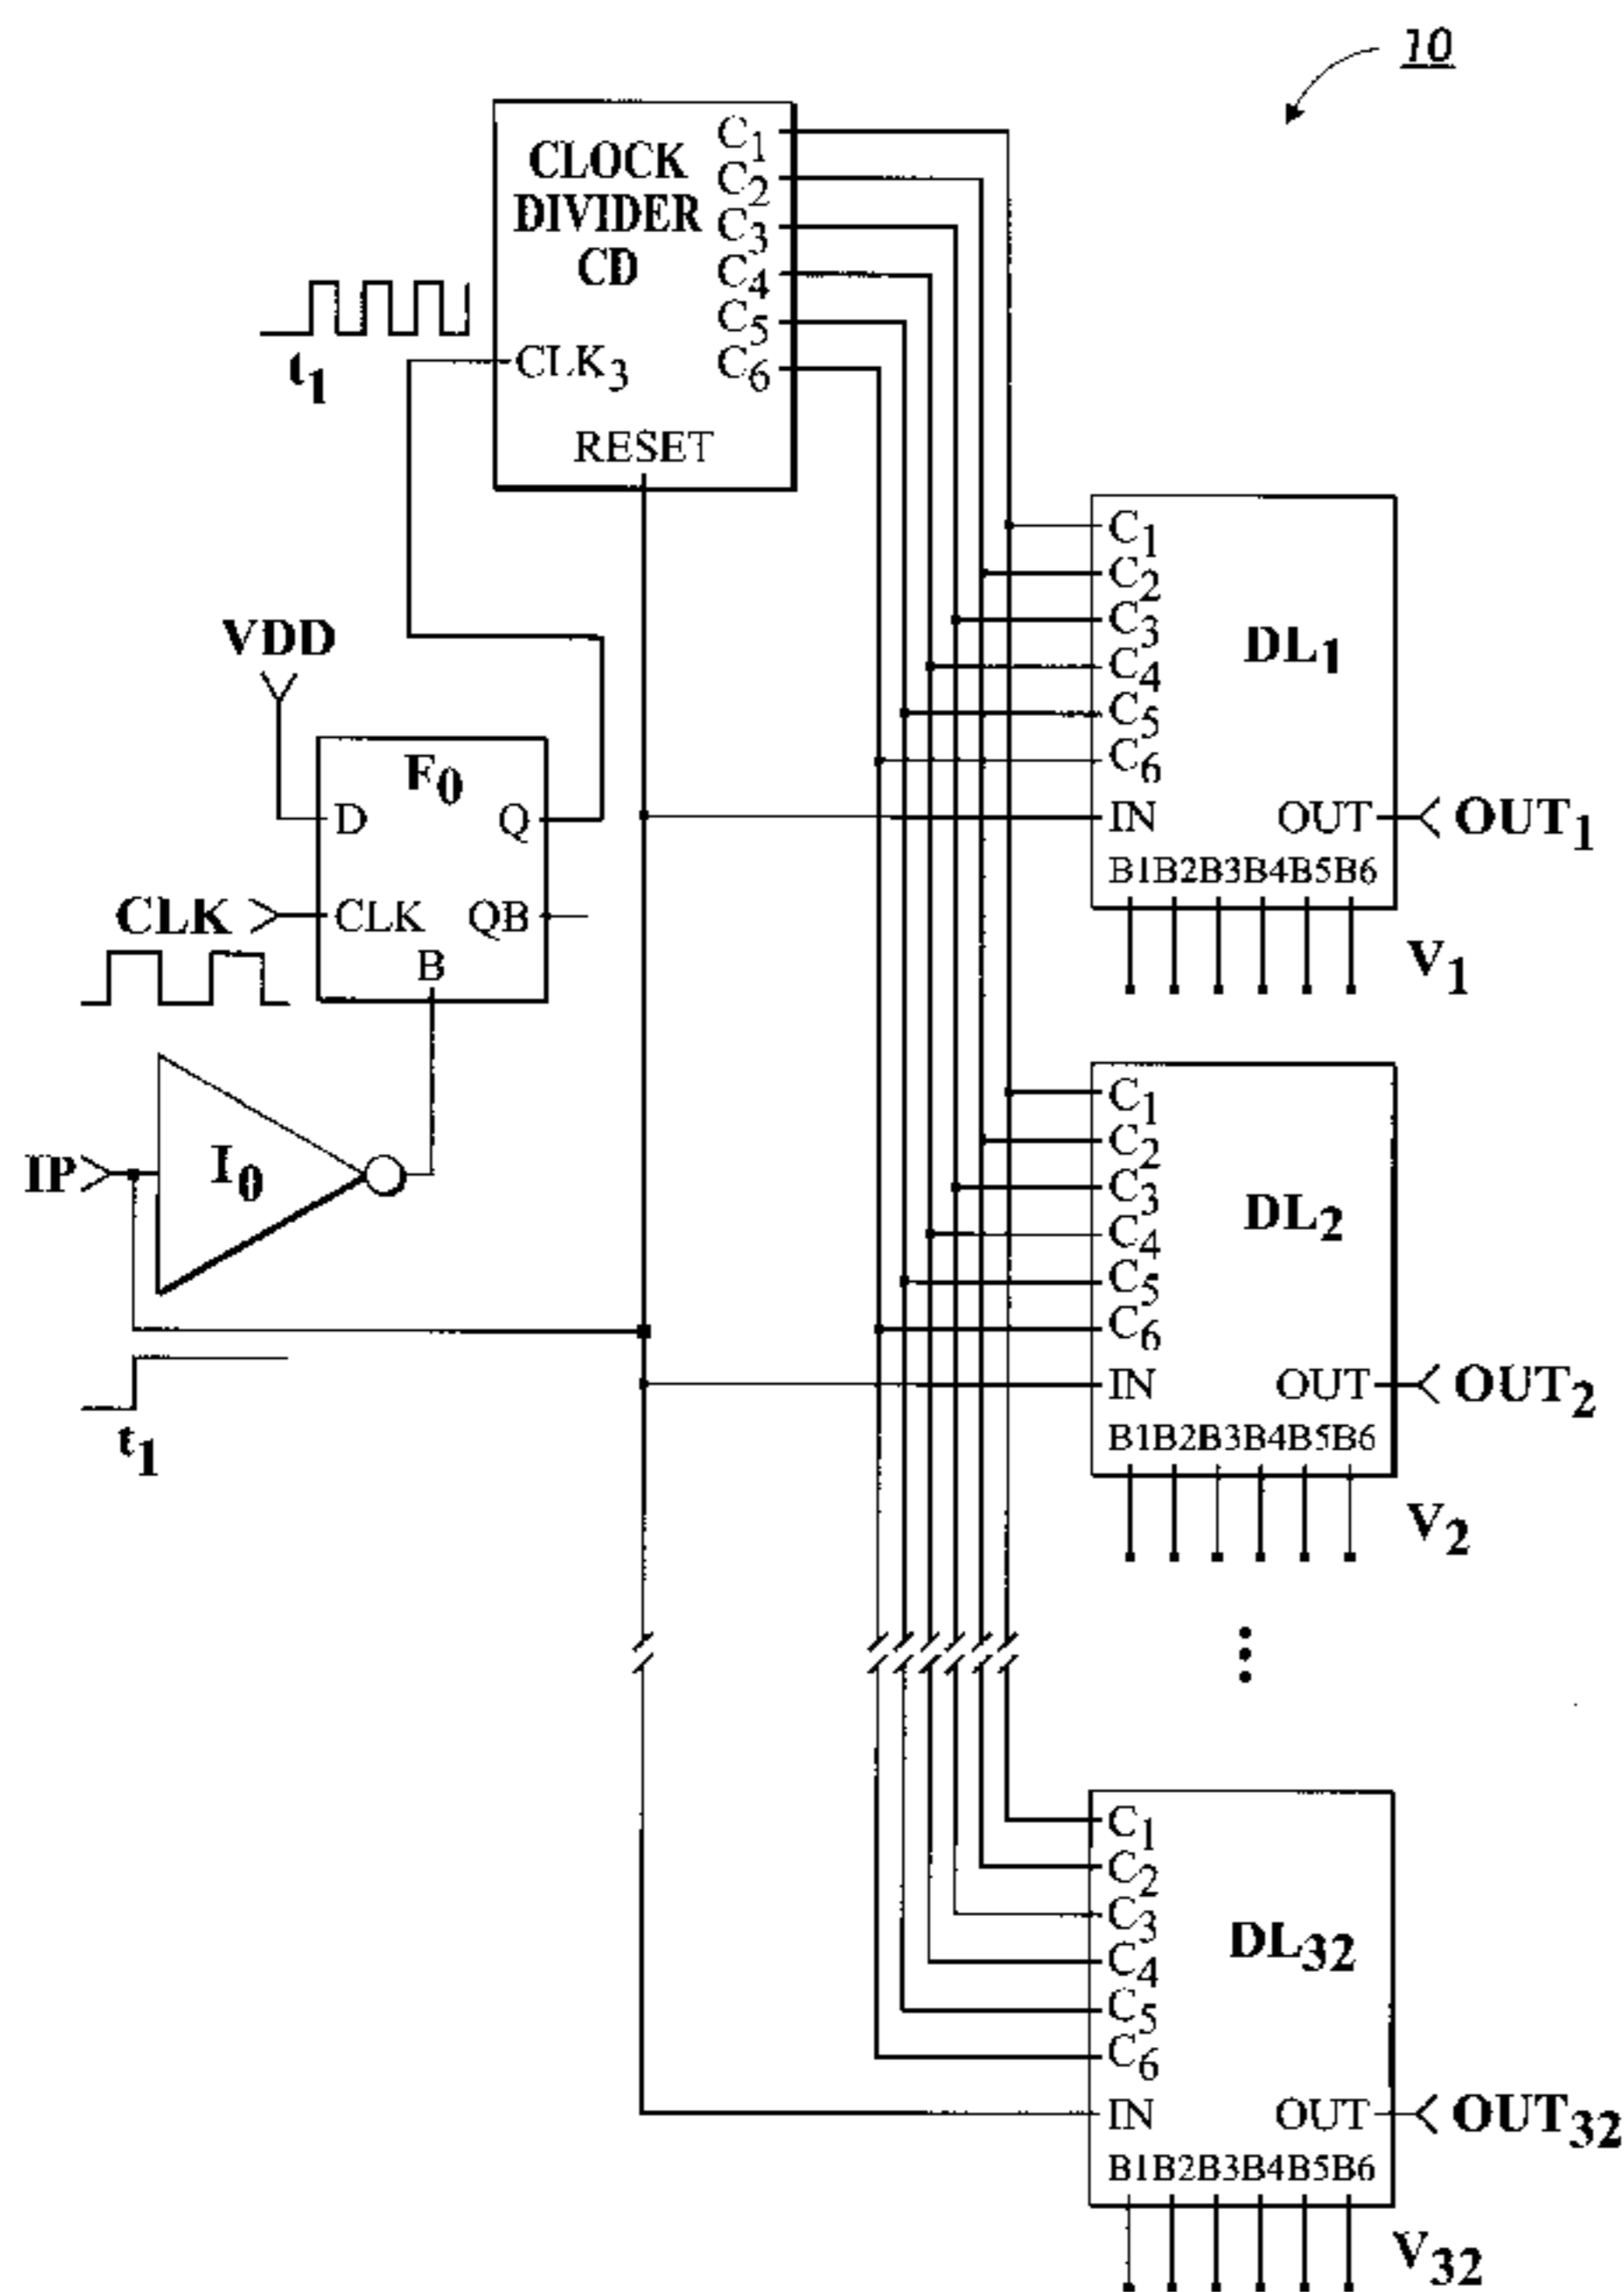 10
CLOCK
DIVIDER
CD
C1
C2
C3
C4
C5
C6
CLK3
RESET
t1
VDD
F0
D
Q
CLK
CLK
QB
B
IP
I0
t1
C1
C2
C3
C4
C5
C6
DL1
IN
OUT
OUT1
B1B2B3B4B5B6
V1
C1
C2
C3
C4
C5
C6
DL2
IN
OUT
OUT2
B1B2B3B4B5B6
V2
C1
C2
C3
C4
C5
C6
DL32
IN
OUT
OUT32
B1B2B3B4B5B6
V32